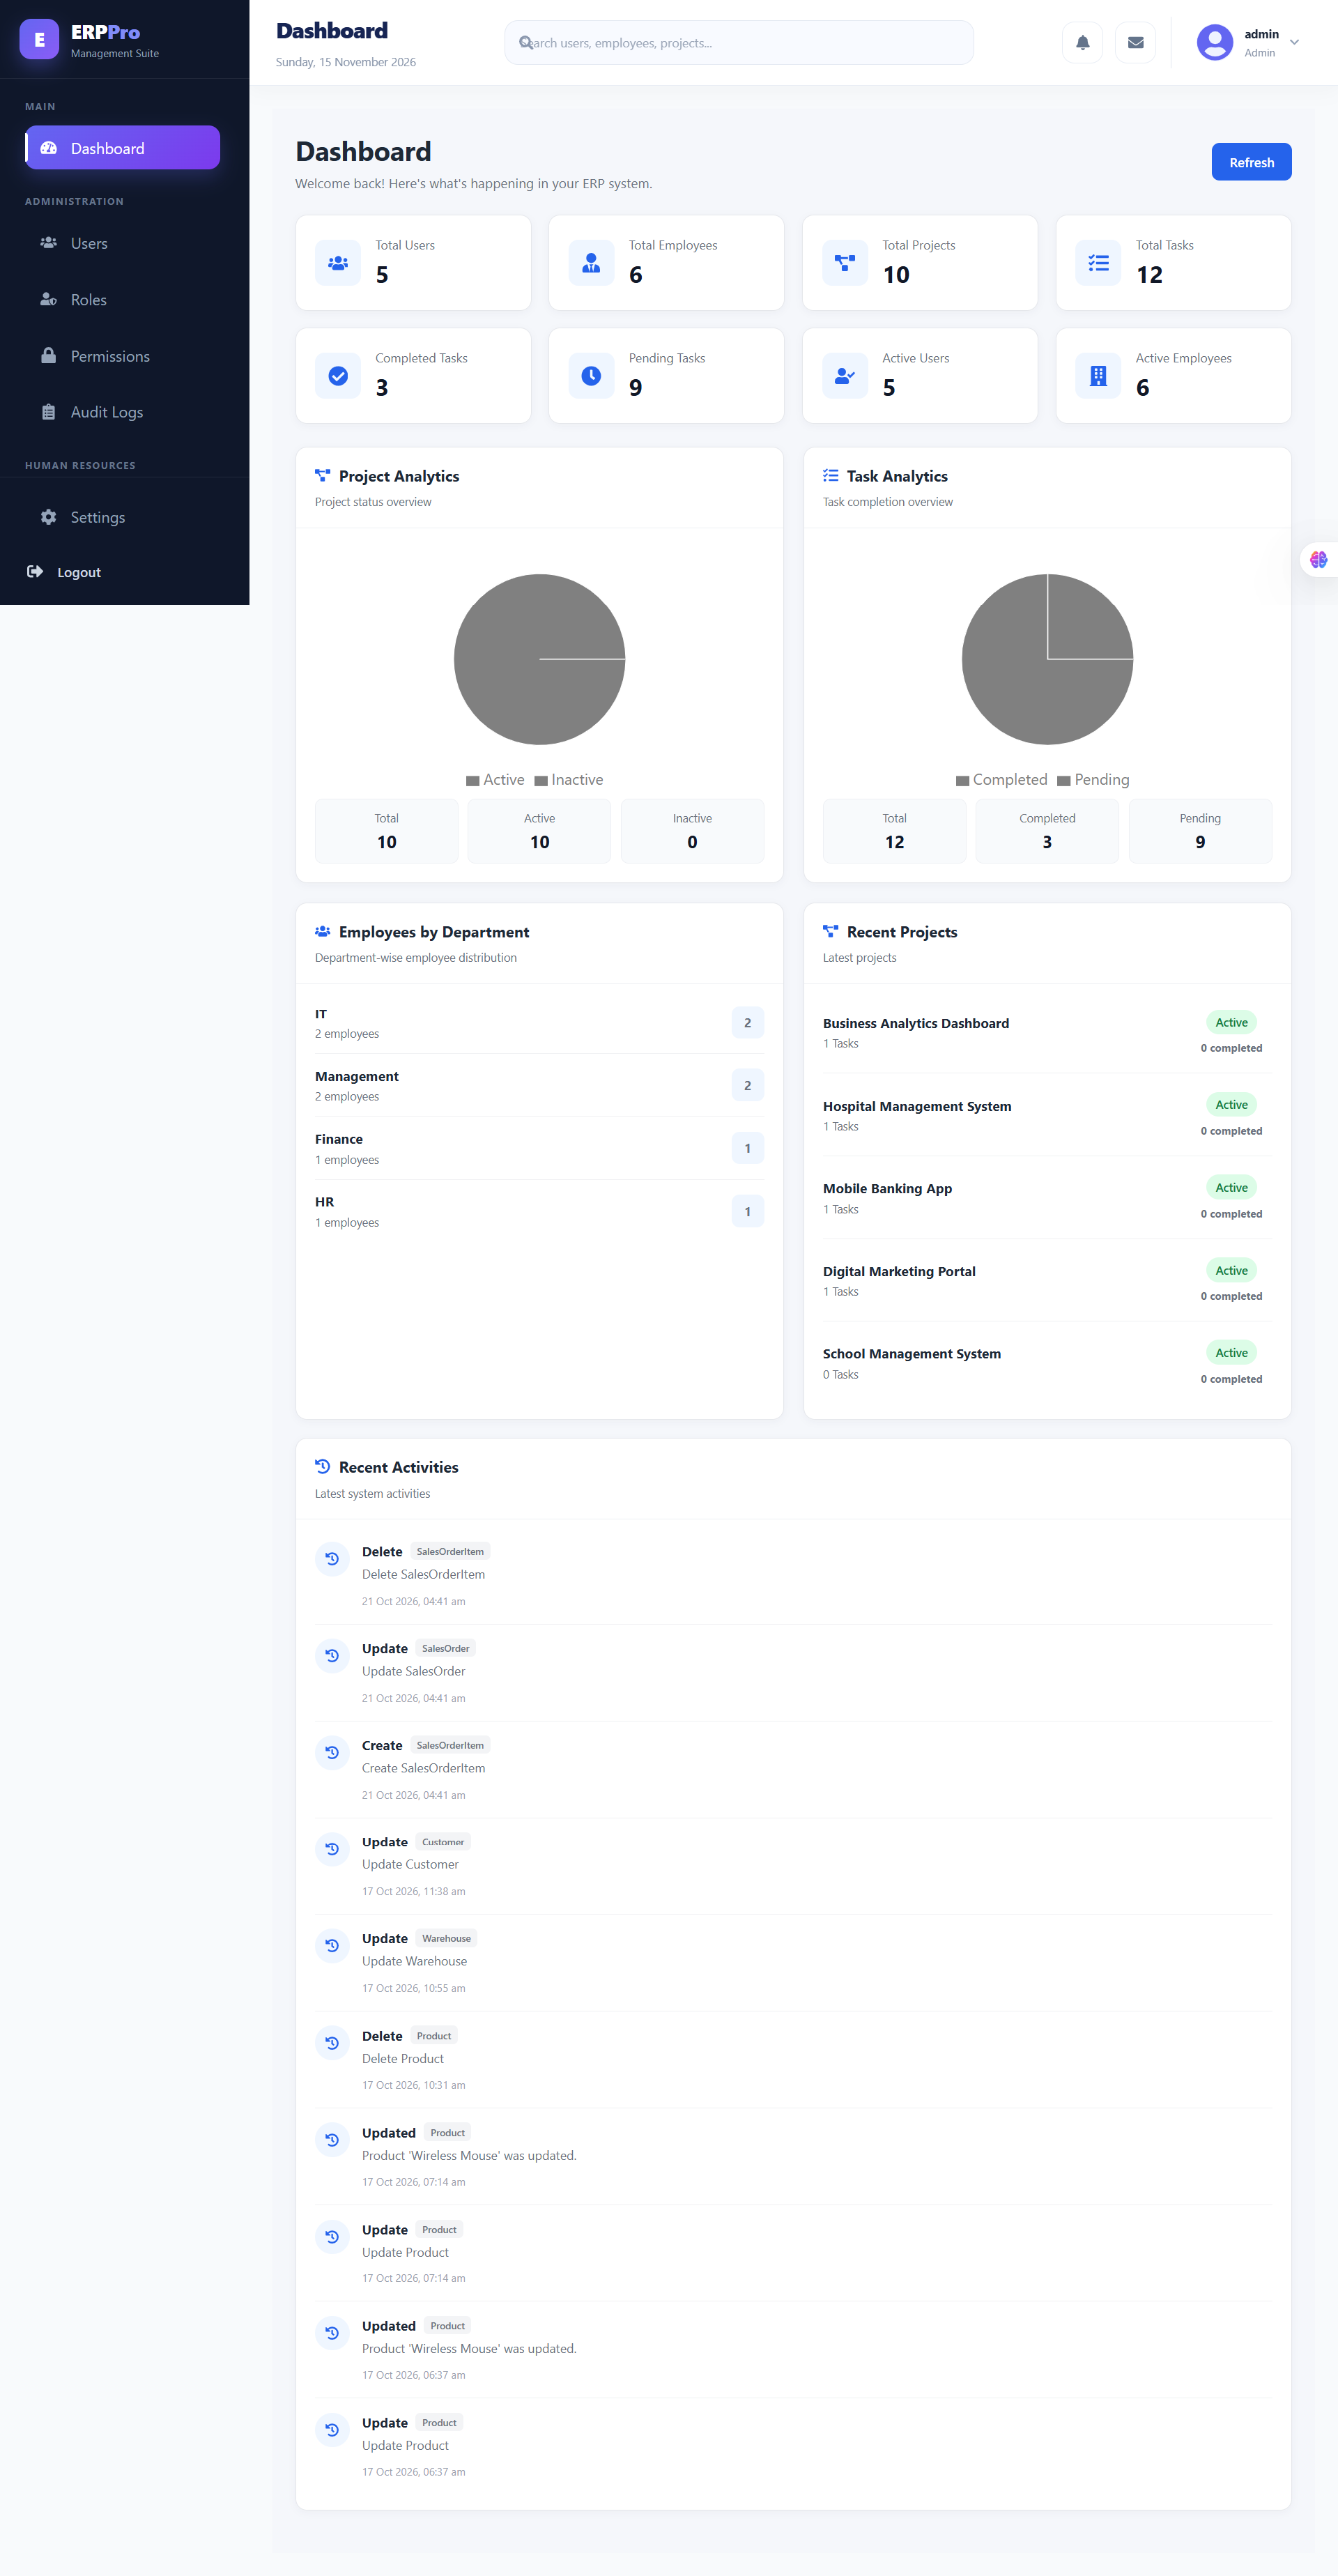 E
ERPPro
Management Suite
MAIN
Dashboard
ADMINISTRATION
Users
Roles
Permissions
Audit Logs
HUMAN RESOURCES
Settings
Logout
Dashboard
Sunday, 15 November 2026
Search users, employees, projects...
admin
Admin
Dashboard
Welcome back! Here's what's happening in your ERP system.
Refresh
Total Users
5
Total Employees
6
Total Projects
10
Total Tasks
12
Completed Tasks
3
Pending Tasks
9
Active Users
5
Active Employees
6
Project Analytics
Project status overview
Active Inactive
Total
10
Active
10
Inactive
0
Task Analytics
Task completion overview
Completed Pending
Total
12
Completed
3
Pending
9
Employees by Department
Department-wise employee distribution
IT
2 employees
2
Management
2 employees
2
Finance
1 employees
1
HR
1 employees
1
Recent Projects
Latest projects
Business Analytics Dashboard
1 Tasks
Active
0 completed
Hospital Management System
1 Tasks
Active
0 completed
Mobile Banking App
1 Tasks
Active
0 completed
Digital Marketing Portal
1 Tasks
Active
0 completed
School Management System
0 Tasks
Active
0 completed
Recent Activities
Latest system activities
Delete SalesOrderItem
Delete SalesOrderItem
21 Oct 2026, 04:41 am
Update SalesOrder
Update SalesOrder
21 Oct 2026, 04:41 am
Create SalesOrderItem
Create SalesOrderItem
21 Oct 2026, 04:41 am
Update Customer
Update Customer
17 Oct 2026, 11:38 am
Update Warehouse
Update Warehouse
17 Oct 2026, 10:55 am
Delete Product
Delete Product
17 Oct 2026, 10:31 am
Updated Product
Product 'Wireless Mouse' was updated.
17 Oct 2026, 07:14 am
Update Product
Update Product
17 Oct 2026, 07:14 am
Updated Product
Product 'Wireless Mouse' was updated.
17 Oct 2026, 06:37 am
Update Product
Update Product
17 Oct 2026, 06:37 am